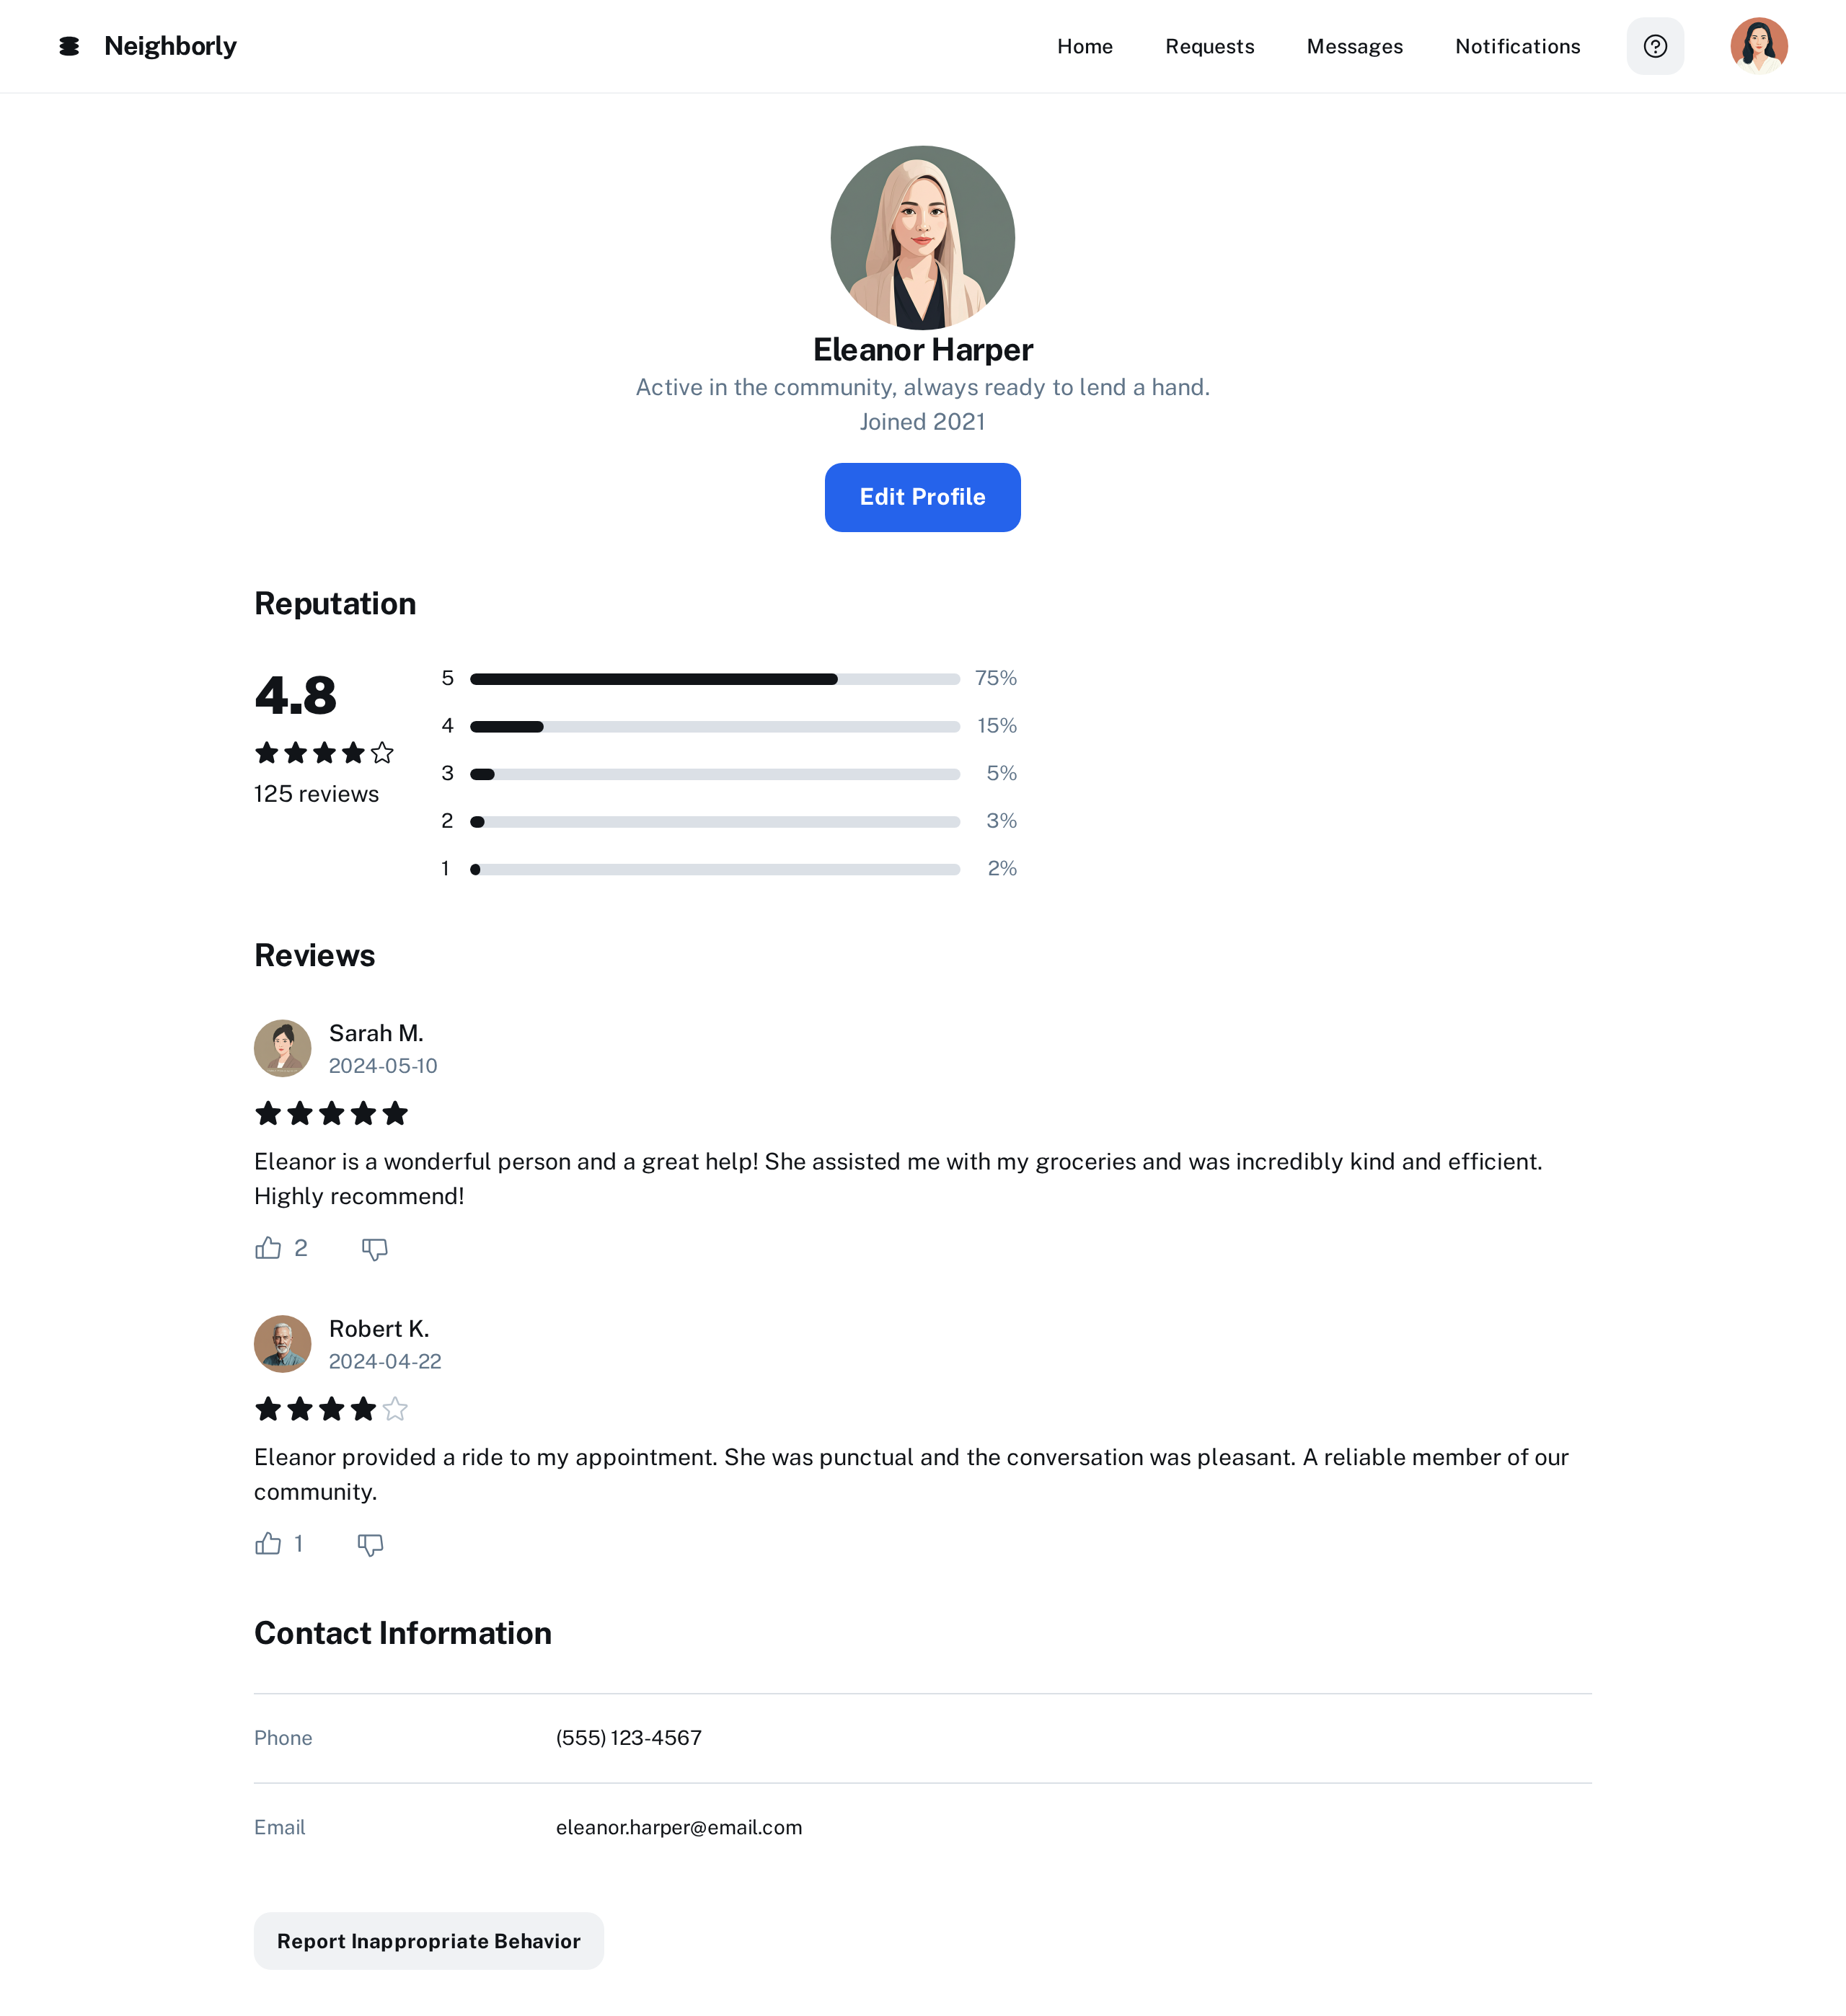 Neighborly
Home
Requests
Messages
Notifications
Eleanor Harper
Active in the community, always ready to lend a hand.
Joined 2021
Edit Profile
Reputation
4.8
125 reviews
5 75%
4 15%
3 5%
2 3%
1 2%
Reviews
Sarah M.
2024-05-10
Eleanor is a wonderful person and a great help! She assisted me with my groceries and was incredibly kind and efficient.
Highly recommend!
2
Robert K.
2024-04-22
Eleanor provided a ride to my appointment. She was punctual and the conversation was pleasant. A reliable member of our
community.
1
Contact Information
Phone (555) 123-4567
Email eleanor.harper@email.com
Report Inappropriate Behavior